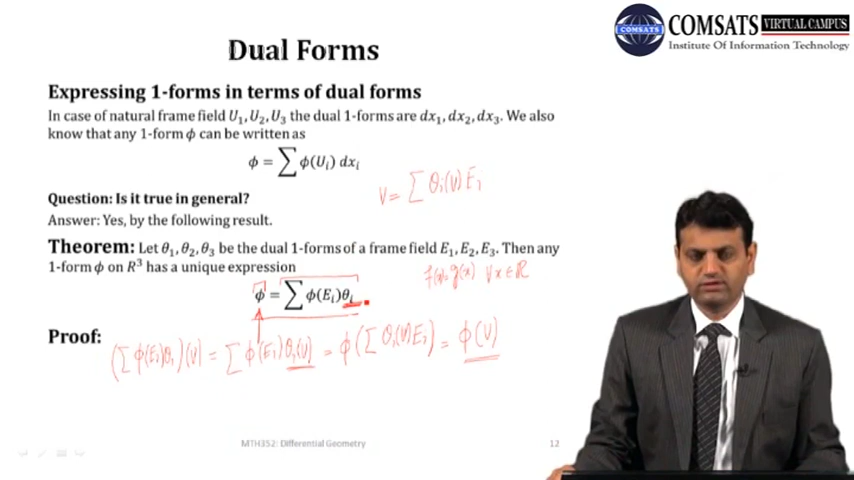 COMSATS VIRTUAL CAMPUS
COMSATS
Institute Of Information Technology
Dual Forms
Expressing 1-forms in terms of dual forms
In case of natural frame field U₁, U₂, U₃ the dual 1-forms are dx₁, dx₂, dx₃. We also
know that any 1-form ϕ can be written as
ϕ = ∑ ϕ(Uᵢ) dxᵢ
V = ∑ θᵢ(V) Eᵢ
Question: Is it true in general?
Answer: Yes, by the following result.
Theorem: Let θ₁, θ₂, θ₃ be the dual 1-forms of a frame field E₁, E₂, E₃. Then any
1-form ϕ on R³ has a unique expression
f(x)=g(x) ∀x∈ℝ
ϕ = ∑ ϕ(Eᵢ)θᵢ
Proof:
(∑ ϕ(Eᵢ)θᵢ)(V) = ∑ ϕ(Eᵢ) θᵢ(V) = ϕ(∑ θᵢ(V)Eᵢ) = ϕ(V)
MTH352: Differential Geometry
12